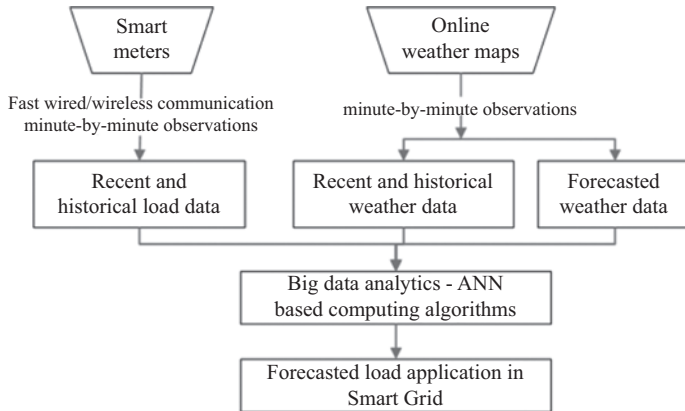 Smart
meters
Online
weather maps
Fast wired/wireless communication
minute-by-minute observations
minute-by-minute observations
Recent and
historical load data
Recent and historical
weather data
Forecasted
weather data
Big data analytics - ANN
based computing algorithms
Forecasted load application in
Smart Grid